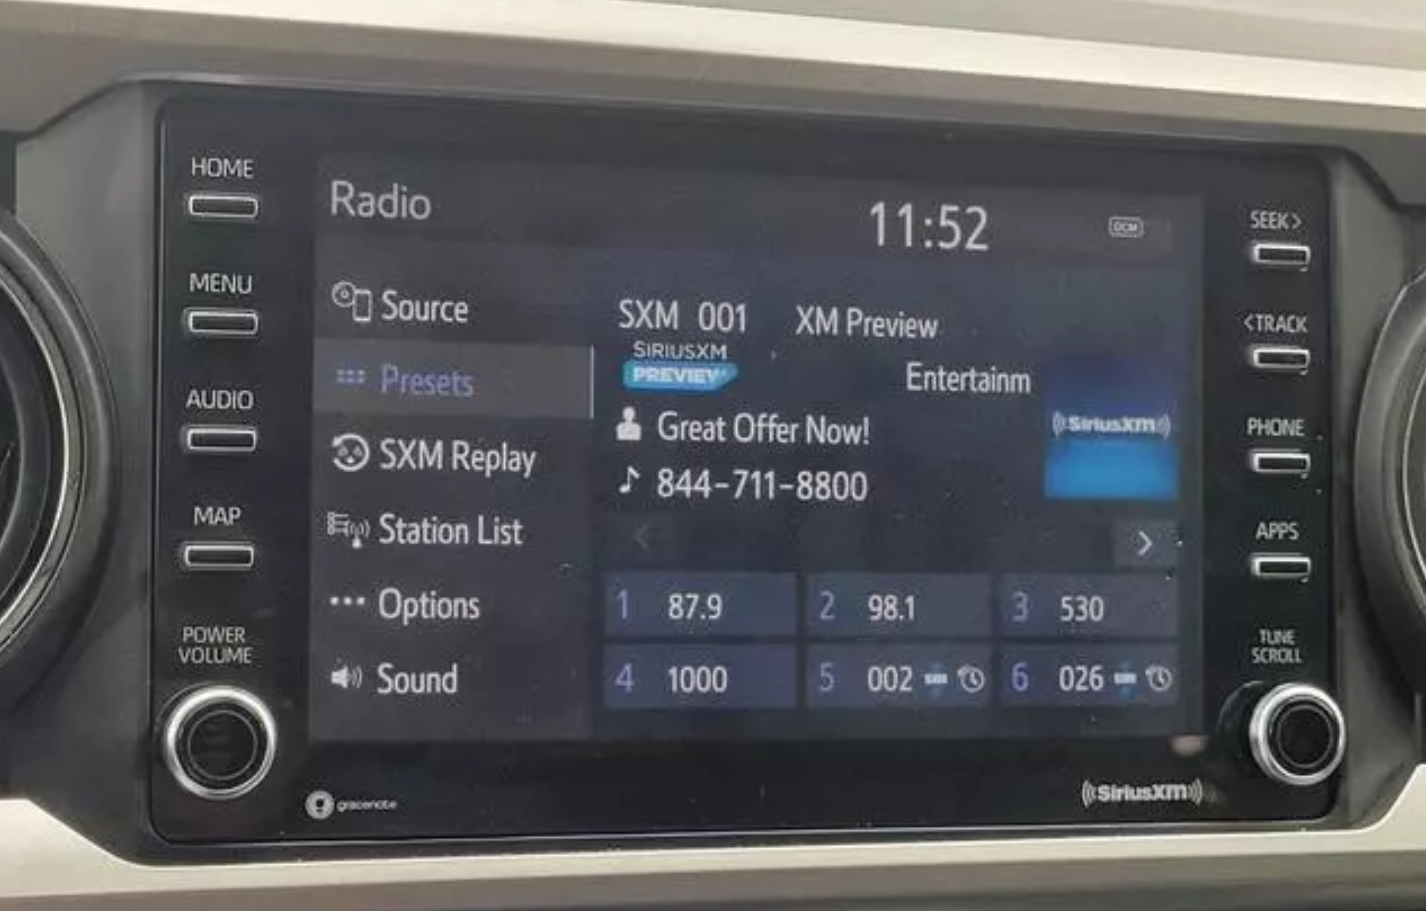 HOME
MENU
AUDIO
MAP
POWER
VOLUME
Radio
11:52
DCM
Source
Presets
SXM Replay
Station List
Options
Sound
SXM 001 XM Preview
SIRIUSXM
PREVIEW
Entertainm
Great Offer Now!
844-711-8800
((SiriusXM))
< >
1 87.9
2 98.1
3 530
4 1000
5 002
6 026
SEEK>
<TRACK
PHONE
APPS
TUNE
SCROLL
gracenote
((SiriusXM))